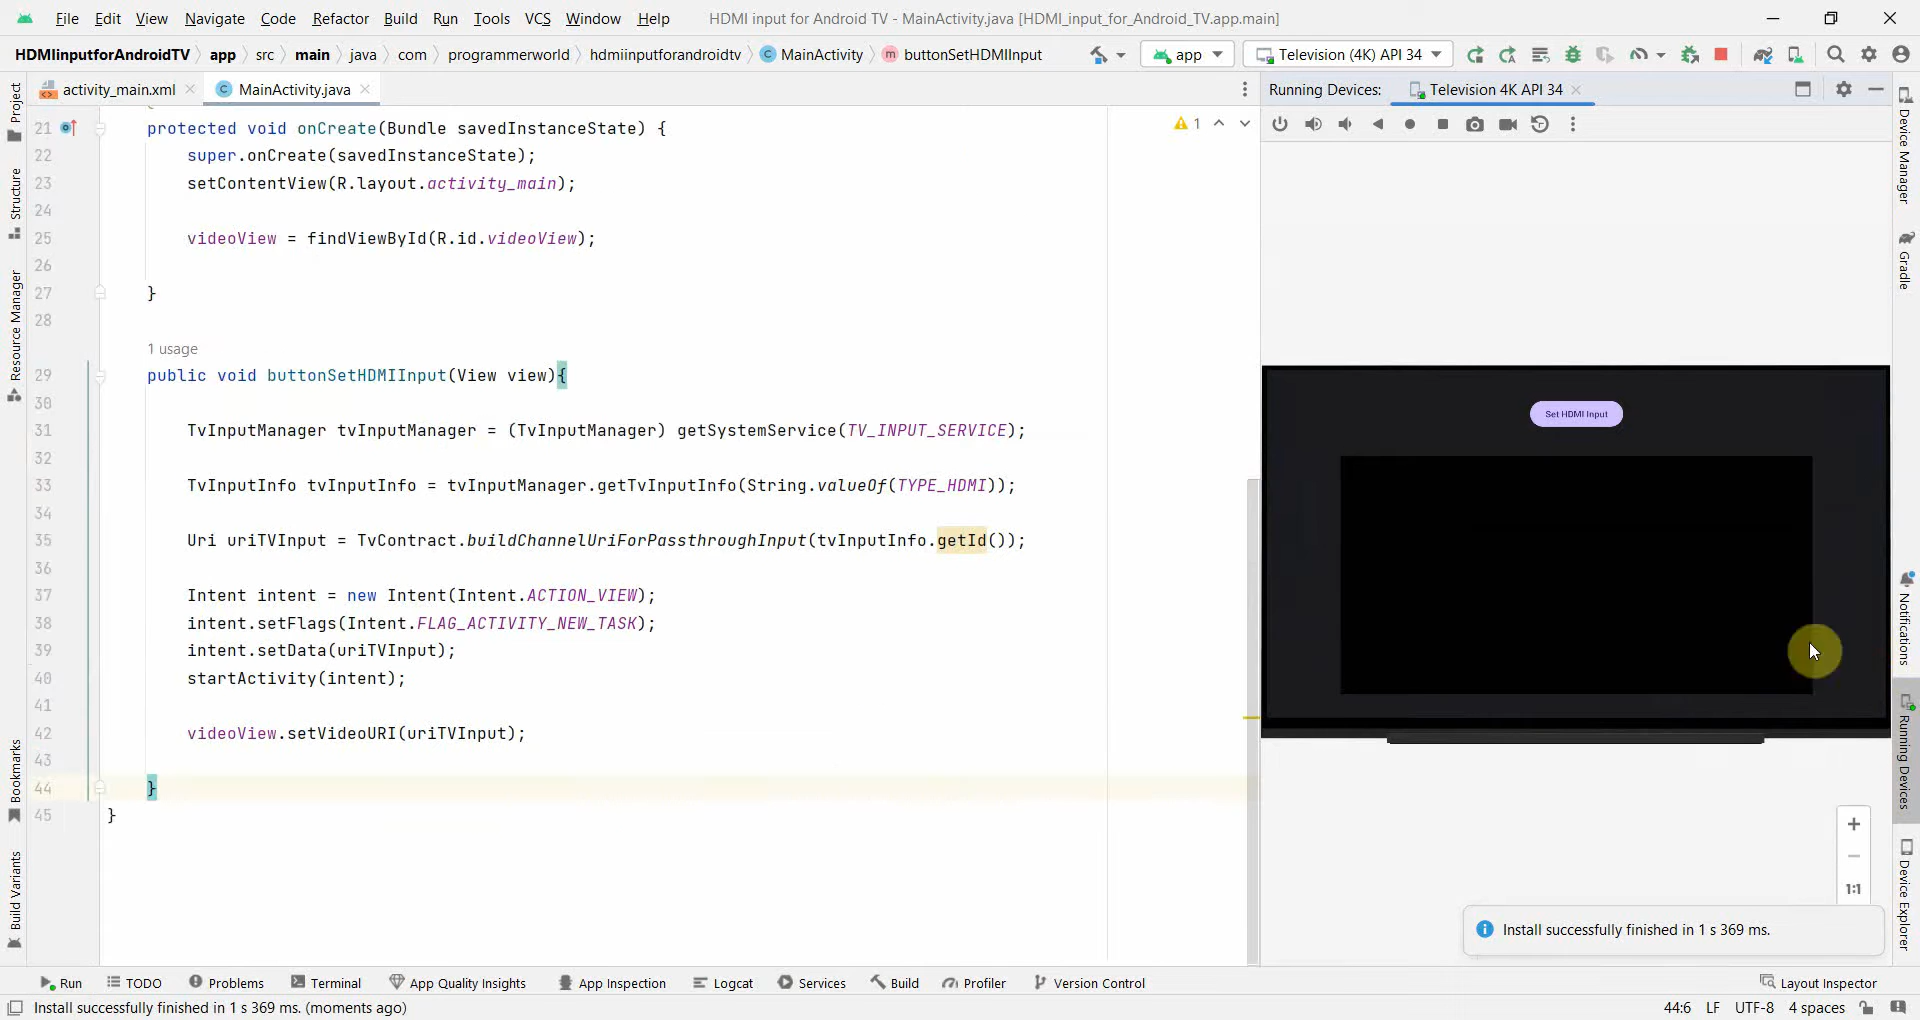 File Edit View Navigate Code Refactor Build Run Tools VCS Window Help HDMI input for Android TV - MainActivity.java [HDMI_input_for_Android_TV.app.main]
HDMIinputforAndroidTV app src main java com programmerworld hdmiinputforandroidtv MainActivity buttonSetHDMIInput app Television (4K) API 34
activity_main.xml MainActivity.java Running Devices: Television 4K API 34
1
21 protected void onCreate(Bundle savedInstanceState) {
22 super.onCreate(savedInstanceState);
23 setContentView(R.layout.activity_main);
24
25 videoView = findViewById(R.id.videoView);
26
27 }
28
1 usage
29 public void buttonSetHDMIInput(View view){
30
31 TvInputManager tvInputManager = (TvInputManager) getSystemService(TV_INPUT_SERVICE);
32
33 TvInputInfo tvInputInfo = tvInputManager.getTvInputInfo(String.valueOf(TYPE_HDMI));
34
35 Uri uriTVInput = TvContract.buildChannelUriForPassthroughInput(tvInputInfo.getId());
36
37 Intent intent = new Intent(Intent.ACTION_VIEW);
38 intent.setFlags(Intent.FLAG_ACTIVITY_NEW_TASK);
39 intent.setData(uriTVInput);
40 startActivity(intent);
41
42 videoView.setVideoURI(uriTVInput);
43
44 }
45 }
Project
Structure
Resource Manager
Bookmarks
Build Variants
Set HDMI Input
1:1
Install successfully finished in 1 s 369 ms.
Device Manager
Gradle
Notifications
Running Devices
Device Explorer
Run TODO Problems Terminal App Quality Insights App Inspection Logcat Services Build Profiler Version Control Layout Inspector
Install successfully finished in 1 s 369 ms. (moments ago) 44:6 LF UTF-8 4 spaces